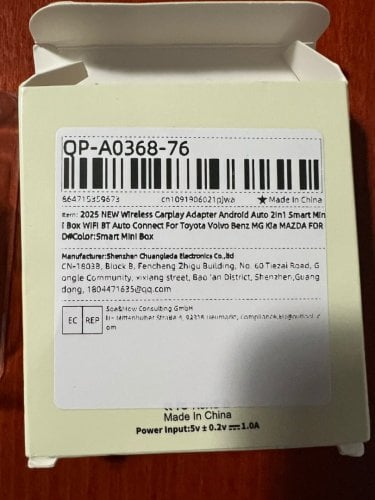 OP-A0368-76
664715359673 cn1091906021pjwa ★Made in China
Item: 2025 NEW Wireless Carplay Adapter Android Auto 2in1 Smart Min
I Box WiFi BT Auto Connect For Toyota Volvo Benz MG Kia MAZDA FOR
D#Color:Smart Mini Box
Manufacturer:Shenzhen Chuangleda Electronics Co.,ltd
CN-1803B, Block B, Fencheng Zhigu Building, No. 60 Tiezai Road, G
ongle Community, xixiang street, Bao'an District, Shenzhen,Guang
dong, 1804471635@qq.com
EC REP
Consulting GmbH
om
Made In China
Power Input:5v ± 0.2v 1.0A